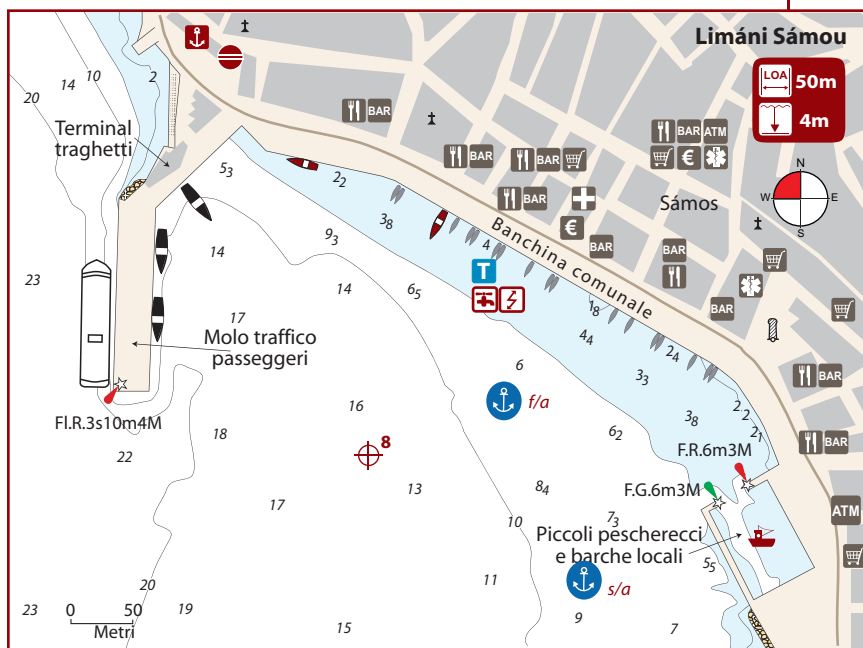 Limáni Sámou
LOA
50m
4m
N
W
E
S
Terminal
traghetti
Molo traffico
passeggeri
Fl.R.3s10m4M
Banchina comunale
Sámos
BAR
BAR
BAR
BAR
BAR
BAR
BAR
BAR
BAR
BAR
ATM
ATM
€
€
T
f/a
s/a
8
F.R.6m3M
F.G.6m3M
Piccoli pescherecci
e barche locali
20
14
10
2
5₃
2₂
3₈
4
14
9₃
14
6₅
23
17
1₈
4₄
2₄
3₃
6
16
3₈
2₂
2₁
6₂
18
22
13
8₄
17
10
7₃
5₅
11
20
19
23
15
9
7
0
50
Metri